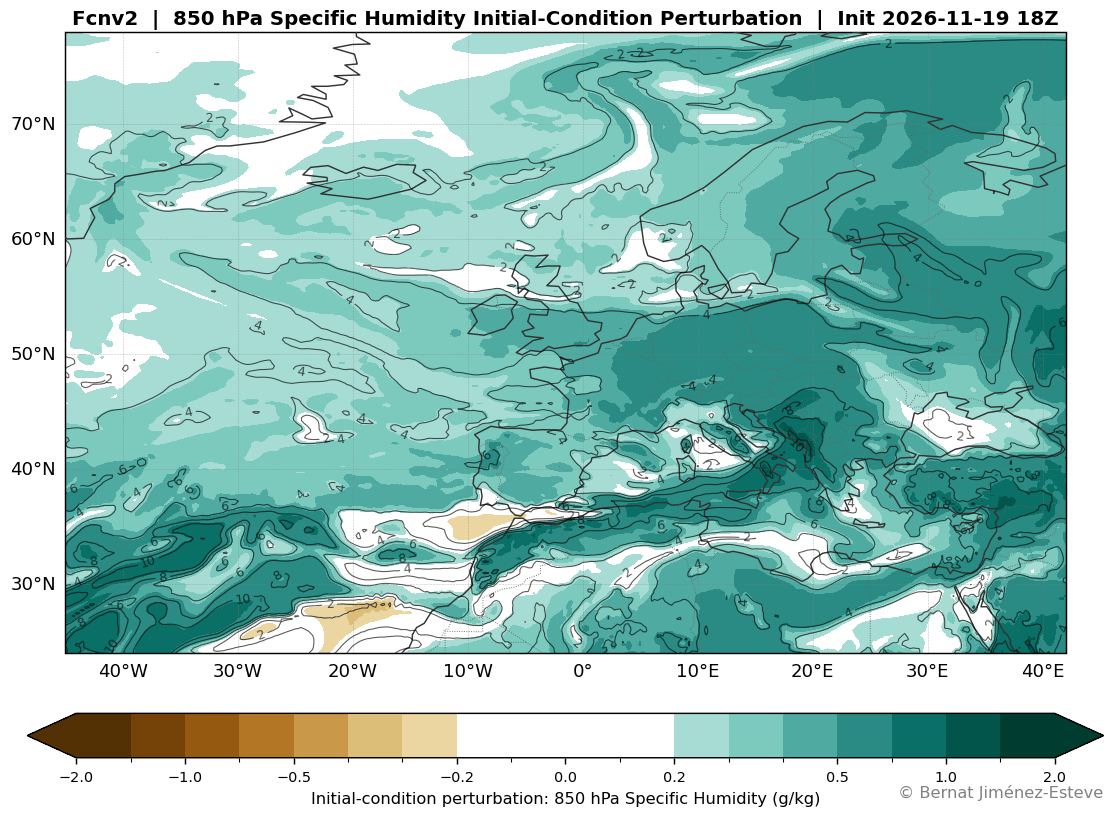 Fcnv2 | 850 hPa Specific Humidity Initial-Condition Perturbation | Init 2026-11-19 18Z
70°N
60°N
50°N
40°N
30°N
40°W 30°W 20°W 10°W 0° 10°E 20°E 30°E 40°E
−2.0 −1.0 −0.5 −0.2 0.0 0.2 0.5 1.0 2.0
Initial-condition perturbation: 850 hPa Specific Humidity (g/kg)
© Bernat Jiménez-Esteve